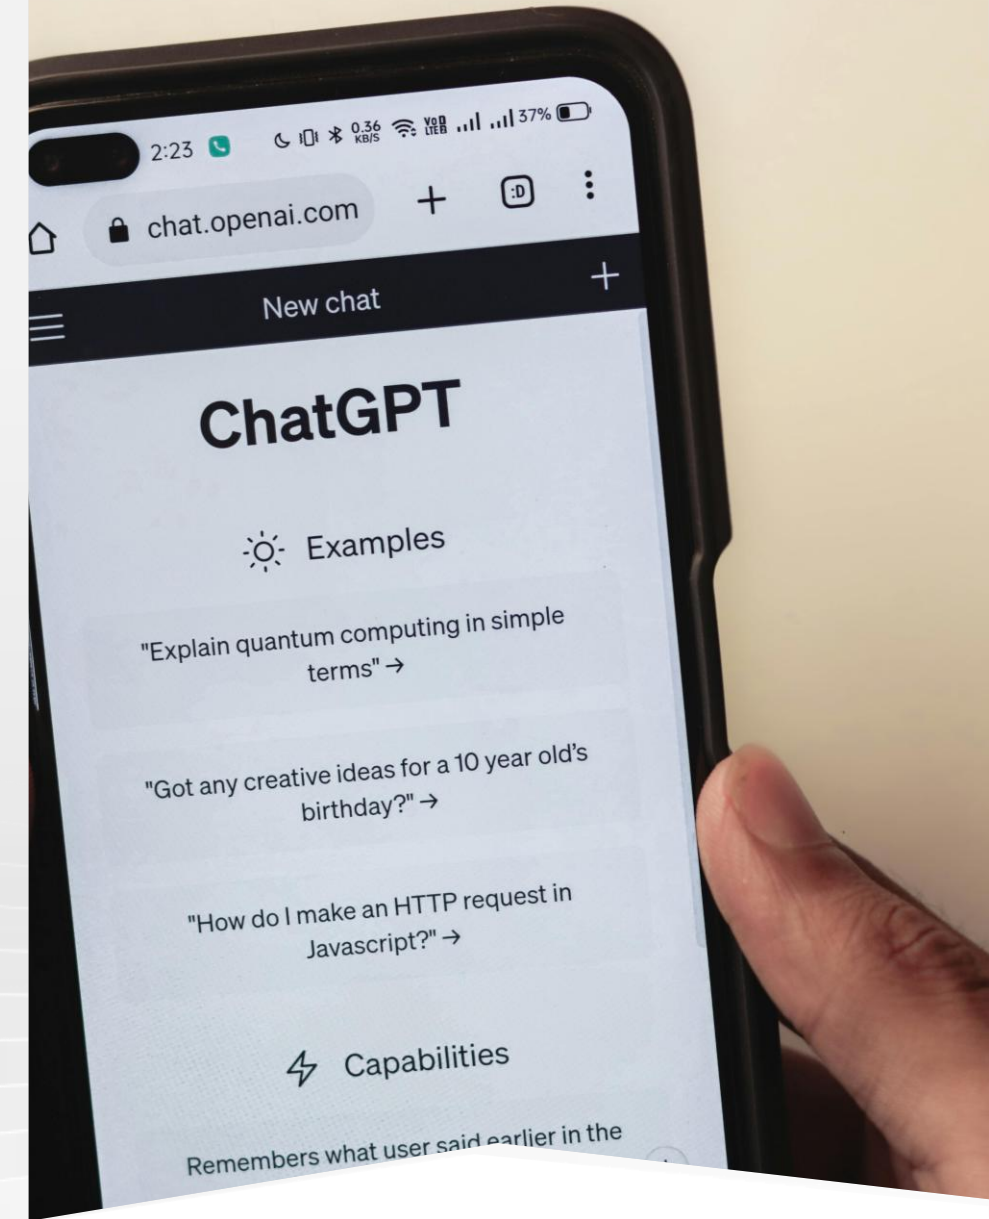 2:23 0.36 KB/S VoD LTEB 37%
chat.openai.com :D
New chat
ChatGPT
Examples
"Explain quantum computing in simple
terms" →
"Got any creative ideas for a 10 year old's
birthday?" →
"How do I make an HTTP request in
Javascript?" →
Capabilities
Remembers what user said earlier in the